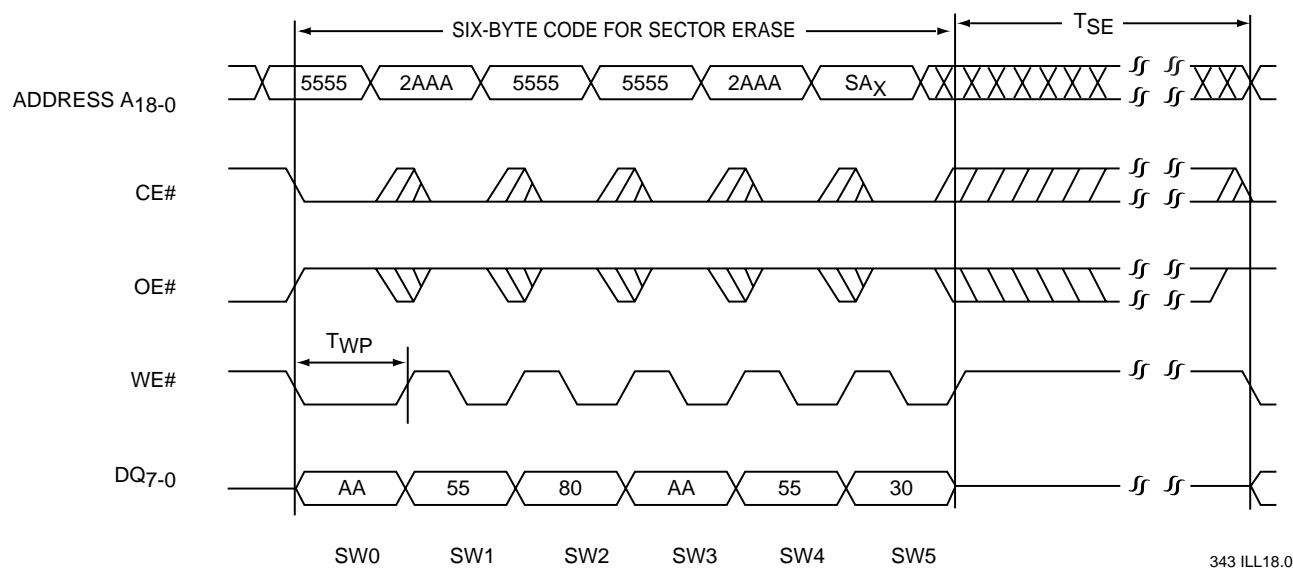 SIX-BYTE CODE FOR SECTOR ERASE
TSE
ADDRESS A18-0
5555 2AAA 5555 5555 2AAA SAX
CE#
OE#
TWP
WE#
DQ7-0
AA 55 80 AA 55 30
SW0 SW1 SW2 SW3 SW4 SW5
343 ILL18.0